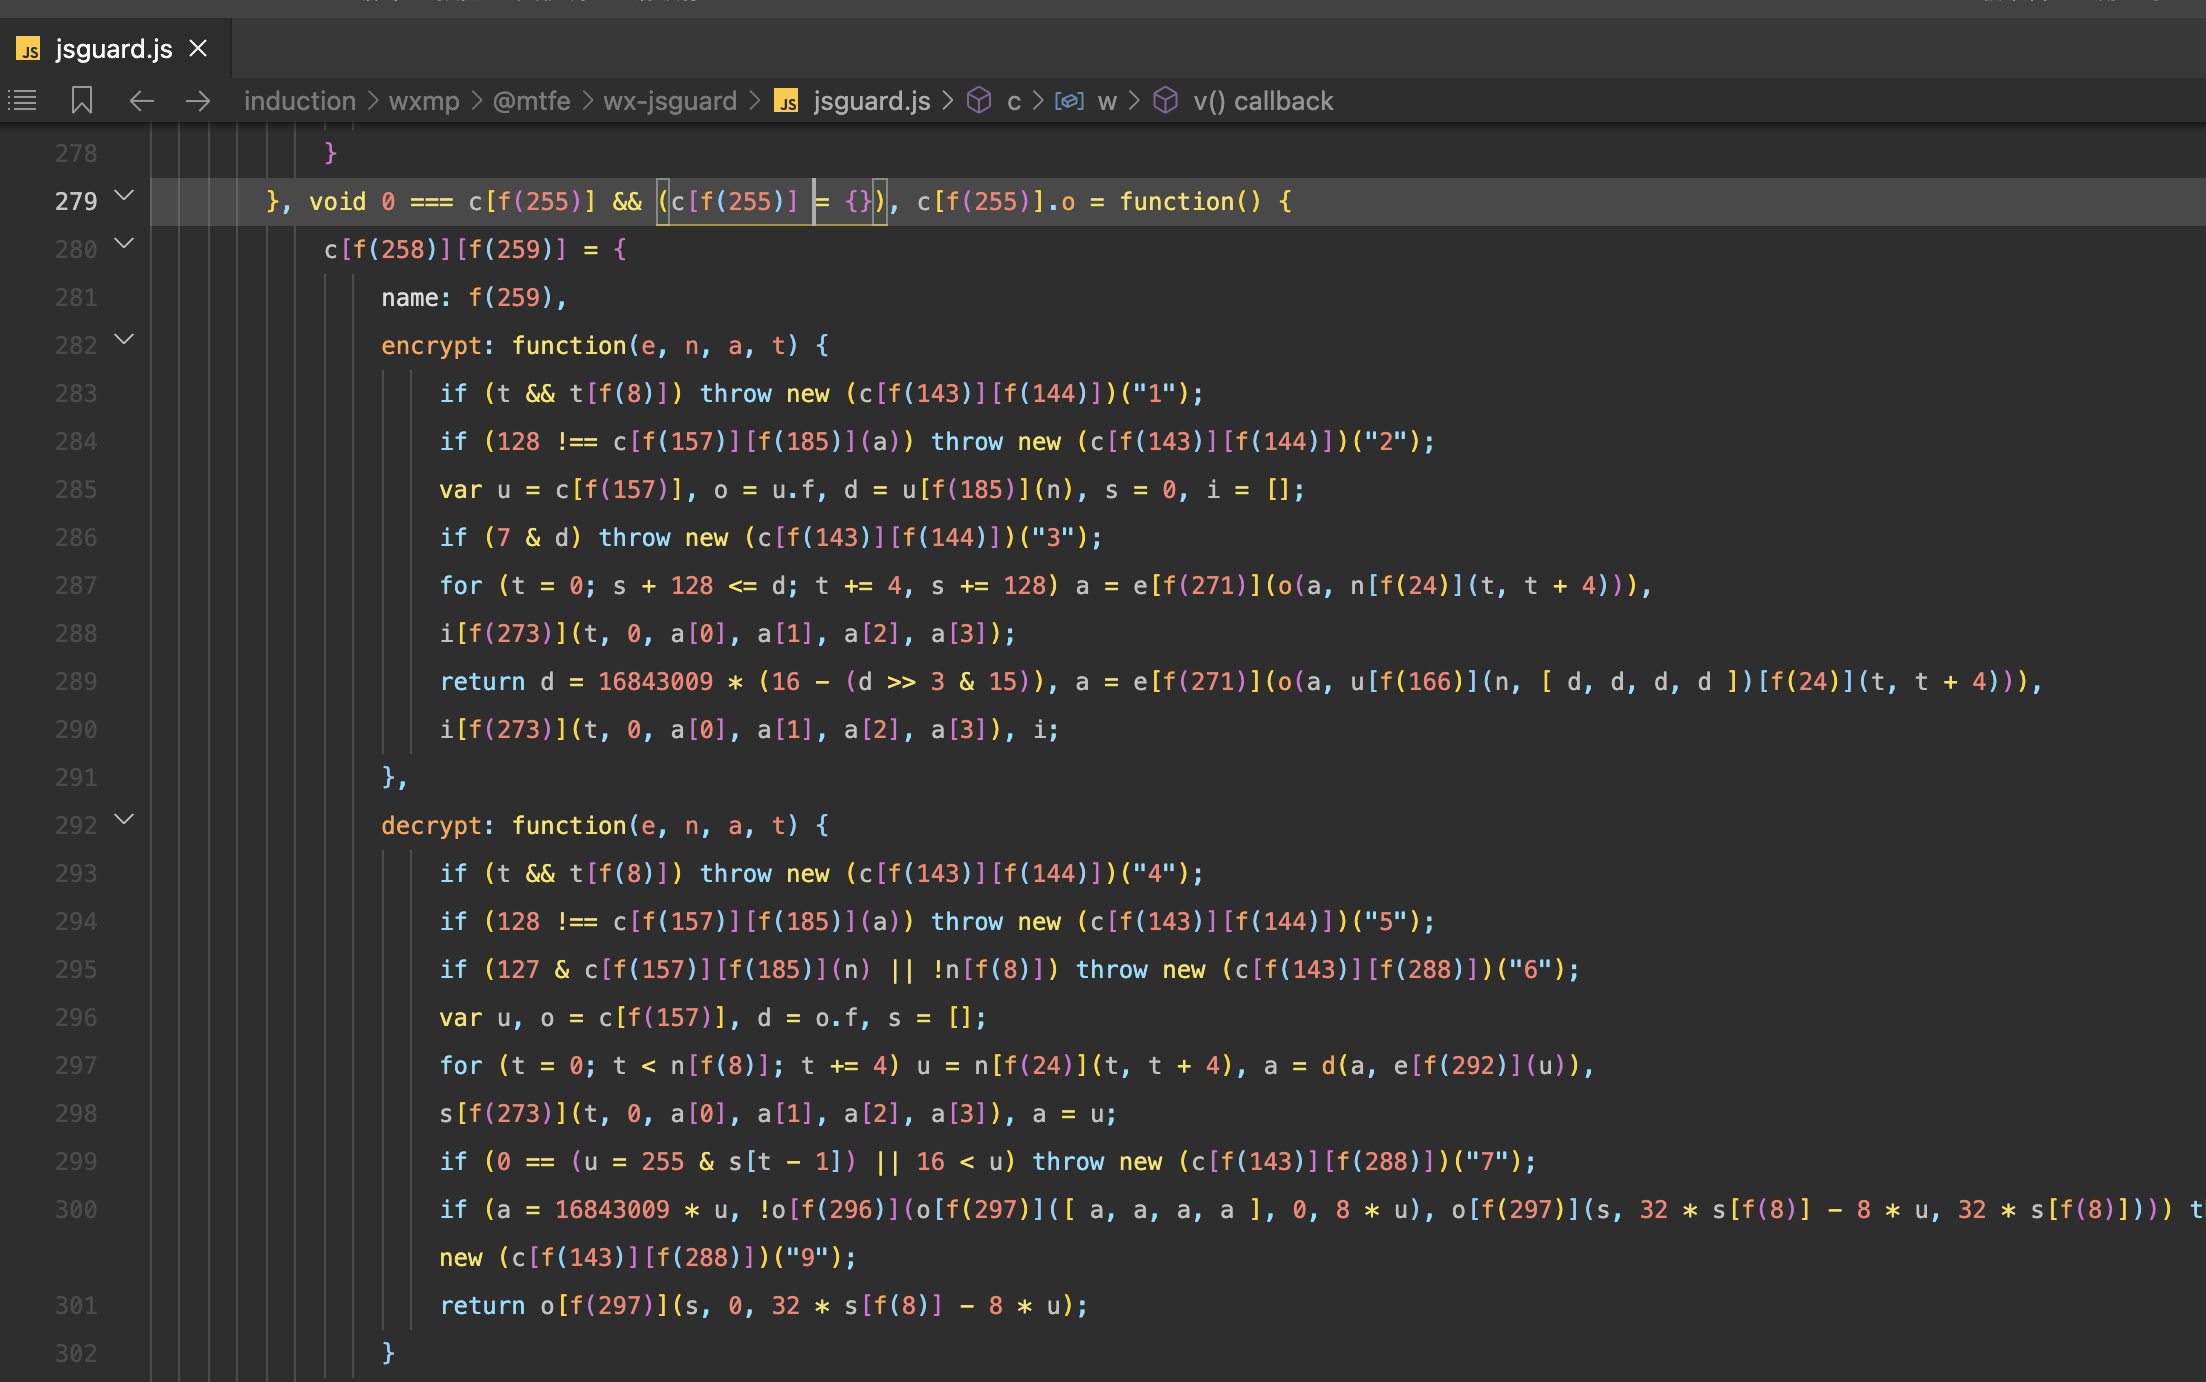 jsguard.js
induction > wxmp > @mtfe > wx-jsguard > jsguard.js > c > w > v() callback
278 }
279 }, void 0 === c[f(255)] && (c[f(255)] = {}), c[f(255)].o = function() {
280 c[f(258)][f(259)] = {
281 name: f(259),
282 encrypt: function(e, n, a, t) {
283 if (t && t[f(8)]) throw new (c[f(143)][f(144)])("1");
284 if (128 !== c[f(157)][f(185)](a)) throw new (c[f(143)][f(144)])("2");
285 var u = c[f(157)], o = u.f, d = u[f(185)](n), s = 0, i = [];
286 if (7 & d) throw new (c[f(143)][f(144)])("3");
287 for (t = 0; s + 128 <= d; t += 4, s += 128) a = e[f(271)](o(a, n[f(24)](t, t + 4))),
288 i[f(273)](t, 0, a[0], a[1], a[2], a[3]);
289 return d = 16843009 * (16 - (d >> 3 & 15)), a = e[f(271)](o(a, u[f(166)](n, [ d, d, d, d ])[f(24)](t, t + 4))),
290 i[f(273)](t, 0, a[0], a[1], a[2], a[3]), i;
291 },
292 decrypt: function(e, n, a, t) {
293 if (t && t[f(8)]) throw new (c[f(143)][f(144)])("4");
294 if (128 !== c[f(157)][f(185)](a)) throw new (c[f(143)][f(144)])("5");
295 if (127 & c[f(157)][f(185)](n) || !n[f(8)]) throw new (c[f(143)][f(288)])("6");
296 var u, o = c[f(157)], d = o.f, s = [];
297 for (t = 0; t < n[f(8)]; t += 4) u = n[f(24)](t, t + 4), a = d(a, e[f(292)](u)),
298 s[f(273)](t, 0, a[0], a[1], a[2], a[3]), a = u;
299 if (0 == (u = 255 & s[t - 1]) || 16 < u) throw new (c[f(143)][f(288)])("7");
300 if (a = 16843009 * u, !o[f(296)](o[f(297)]([ a, a, a, a ], 0, 8 * u), o[f(297)](s, 32 * s[f(8)] - 8 * u, 32 * s[f(8)])))
new (c[f(143)][f(288)])("9");
301 return o[f(297)](s, 0, 32 * s[f(8)] - 8 * u);
302 }